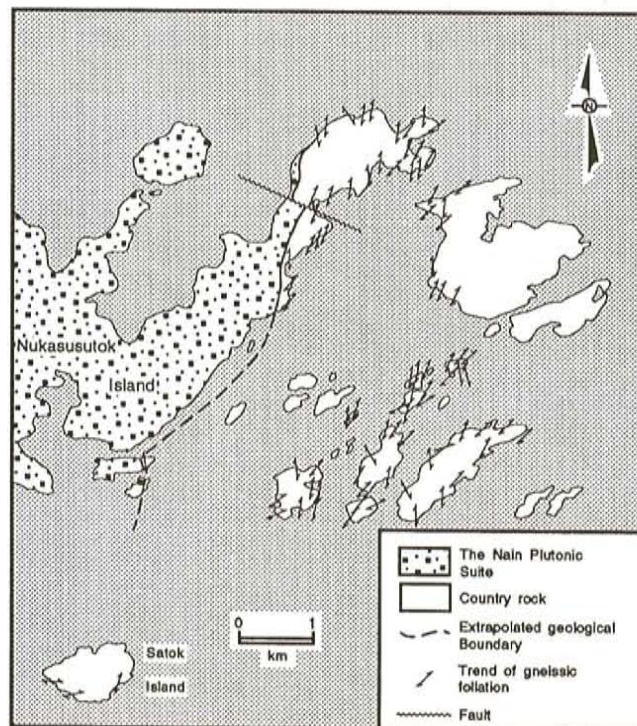 N
Nukasusutok
Island
0 1
km
Satok
Island
The Nain Plutonic
Suite
Country rock
Extrapolated geological
Boundary
Trend of gneissic
foliation
Fault